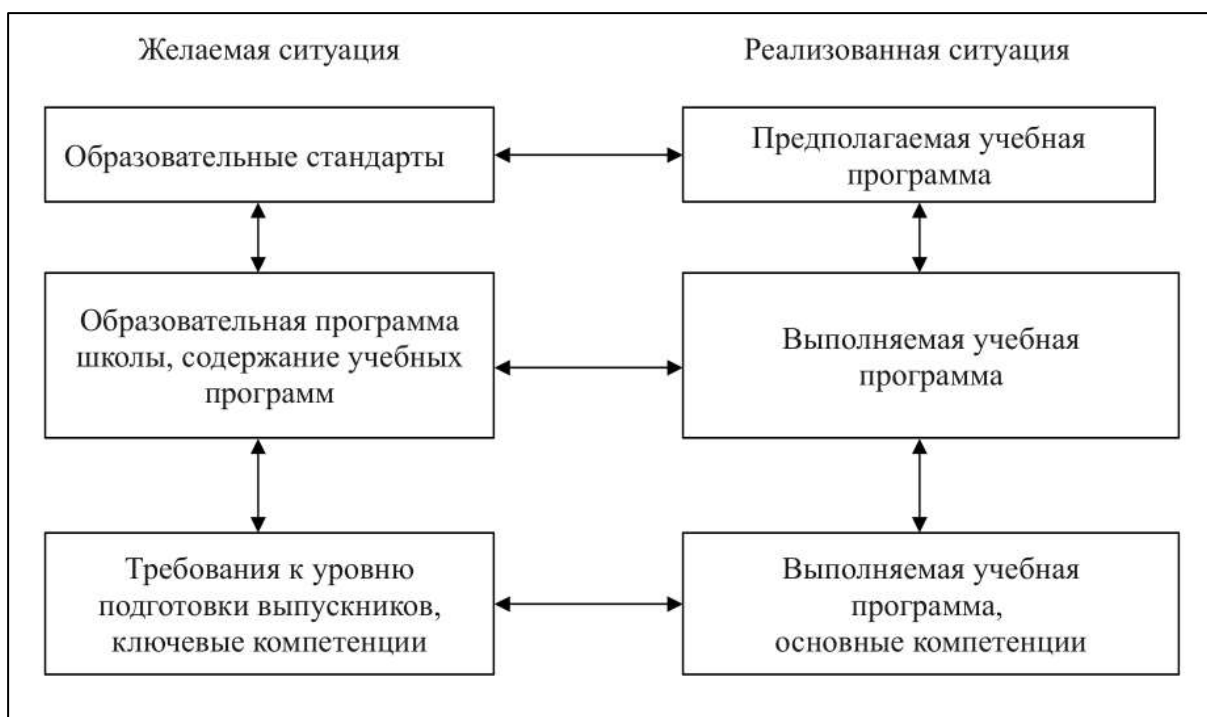 Желаемая ситуация
Реализованная ситуация
Образовательные стандарты
Предполагаемая учебная
программа
Образовательная программа
школы, содержание учебных
программ
Выполняемая учебная
программа
Требования к уровню
подготовки выпускников,
ключевые компетенции
Выполняемая учебная
программа,
основные компетенции